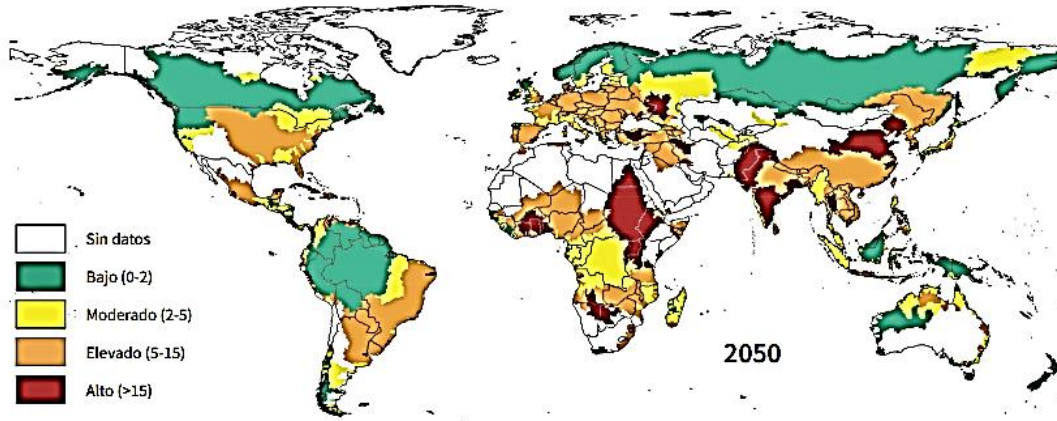 Sin datos
Bajo (0-2)
Moderado (2-5)
Elevado (5-15)
Alto (>15)
2050